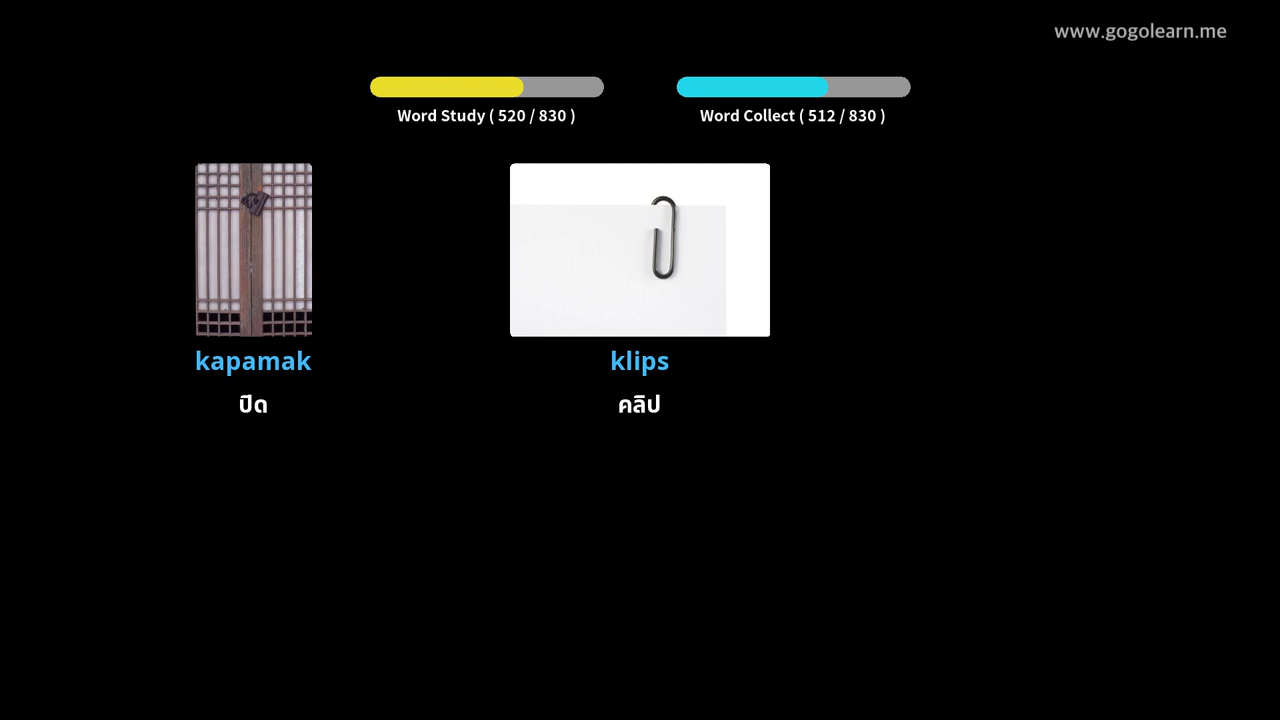 www.gogolearn.me
Word Study ( 520 / 830 )
Word Collect ( 512 / 830 )
kapamak
ปิด
klips
คลิป